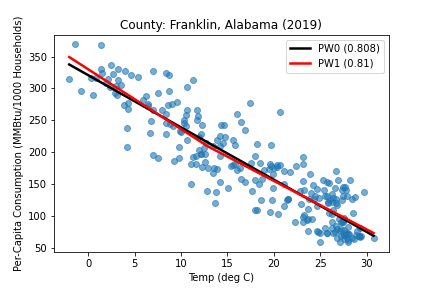 County: Franklin, Alabama (2019)
Per-Capita Consumption (MMBtu/1000 Households)
350
300
250
200
150
100
50
PW0 (0.808)
PW1 (0.81)
0 5 10 15 20 25 30
Temp (deg C)